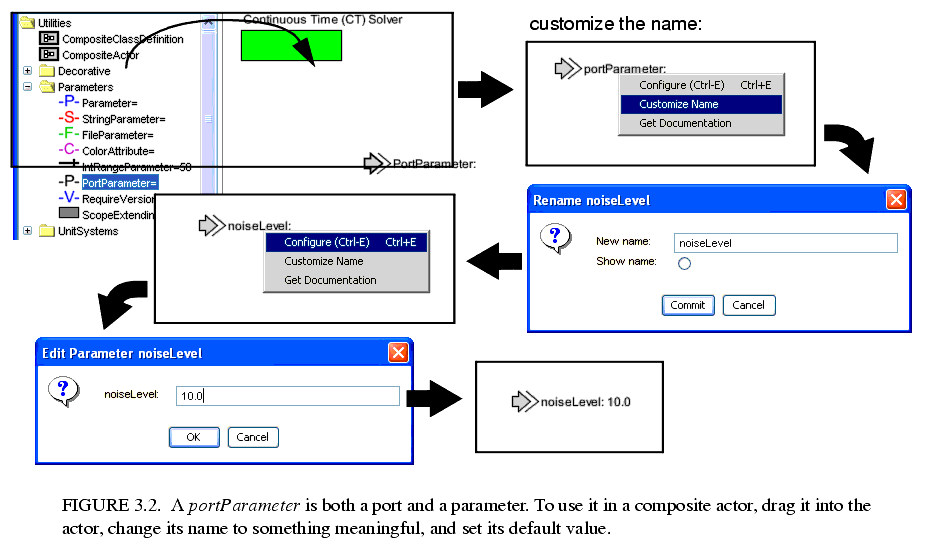 Utilities
CompositeClassDefinition
CompositeActor
Decorative
Parameters
-P- Parameter=
-S- StringParameter=
-F- FileParameter=
-C- ColorAttribute=
IntRangeParameter=50
-P- PortParameter=
-V- RequireVersion
ScopeExtendin
UnitSystems
Continuous Time (CT) Solver
PortParameter:
customize the name:
portParameter:
Configure (Ctrl-E) Ctrl+E
Customize Name
Get Documentation
Rename noiseLevel
New name: noiseLevel
Show name:
Commit Cancel
noiseLevel:
Configure (Ctrl-E) Ctrl+E
Customize Name
Get Documentation
Edit Parameter noiseLevel
noiseLevel: 10.0
OK Cancel
noiseLevel: 10.0
FIGURE 3.2. A portParameter is both a port and a parameter. To use it in a composite actor, drag it into the
actor, change its name to something meaningful, and set its default value.